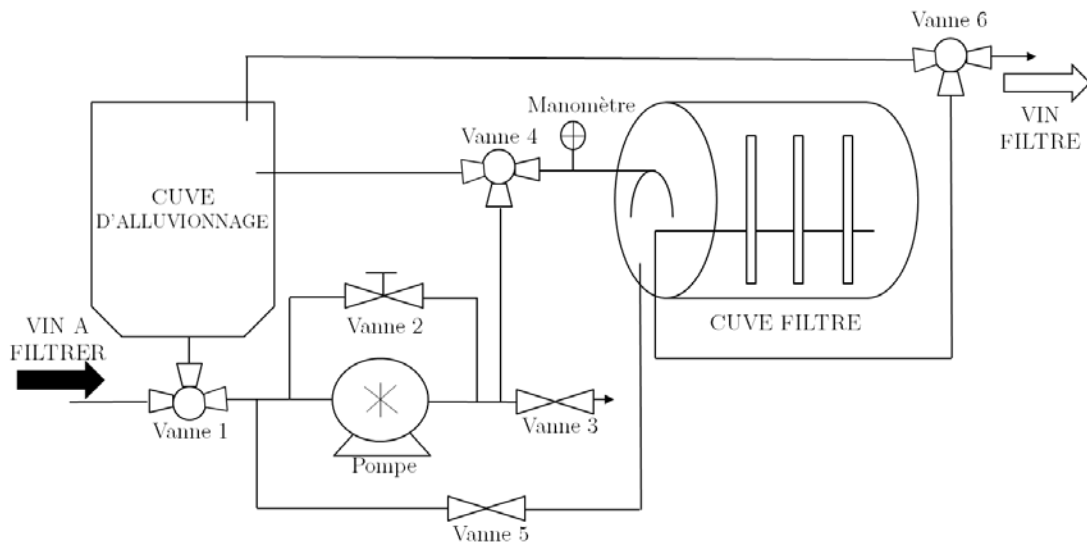 Vanne 6
VIN
FILTRE
Manomètre
Vanne 4
CUVE
D'ALLUVIONNAGE
Vanne 2
CUVE FILTRE
VIN A
FILTRER
Vanne 1
Vanne 3
Pompe
Vanne 5